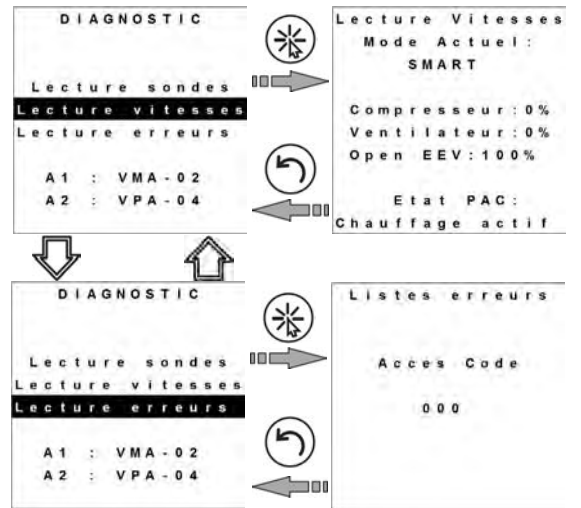 DIAGNOSTIC
Lecture sondes
Lecture vitesses
Lecture erreurs
A1 : VMA-02
A2 : VPA-04
Lecture Vitesses
Mode Actuel:
SMART
Compresseur:0%
Ventilateur:0%
Open EEV:100%
Etat PAC:
Chauffage actif
DIAGNOSTIC
Lecture sondes
Lecture vitesses
Lecture erreurs
A1 : VMA-02
A2 : VPA-04
Listes erreurs
Acces Code
000